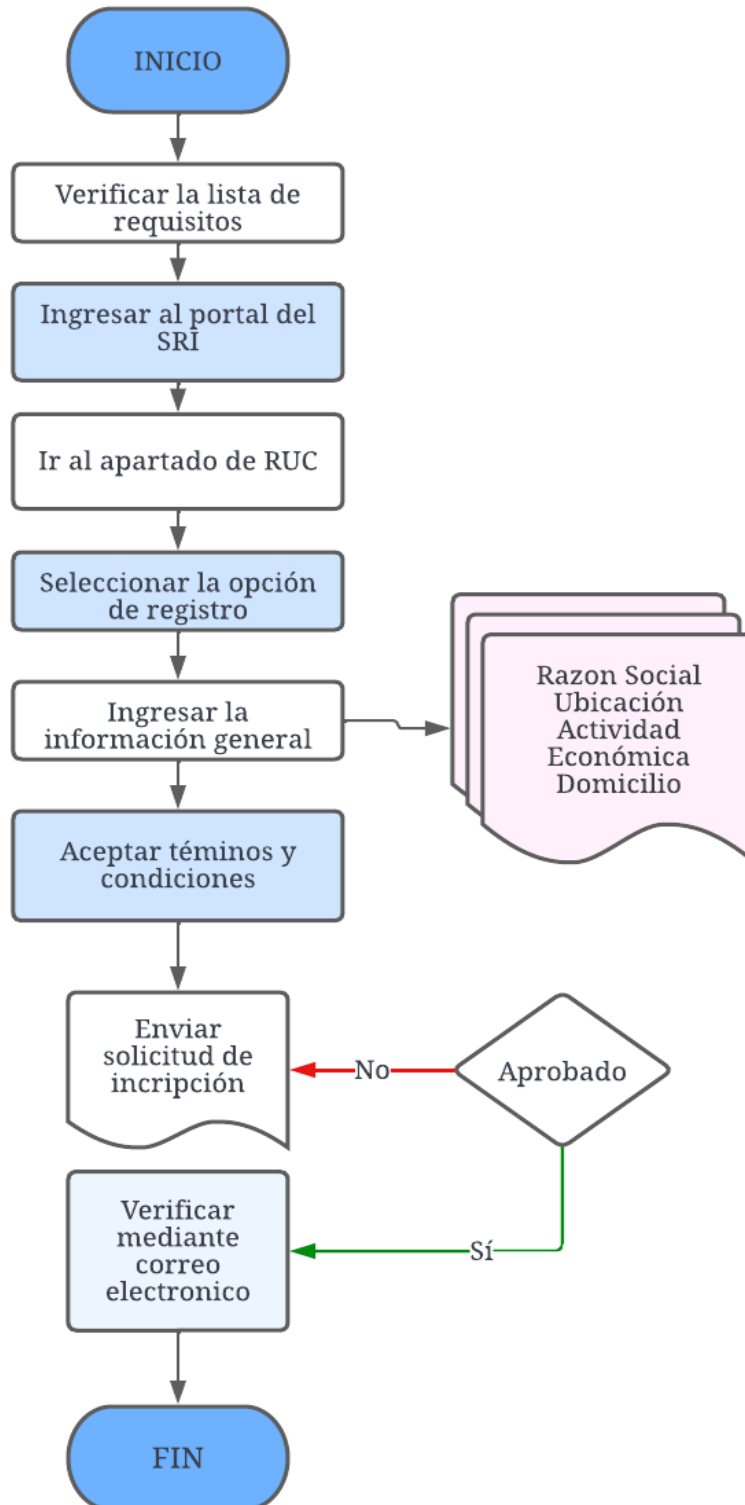 INICIO
Verificar la lista de
requisitos
Ingresar al portal del
SRI
Ir al apartado de RUC
Seleccionar la opción
de registro
Ingresar la
información general
Razon Social
Ubicación
Actividad
Económica
Domicilio
Aceptar téminos y
condiciones
Enviar
solicitud de
incripción
No
Aprobado
Verificar
mediante
correo
electronico
Sí
FIN